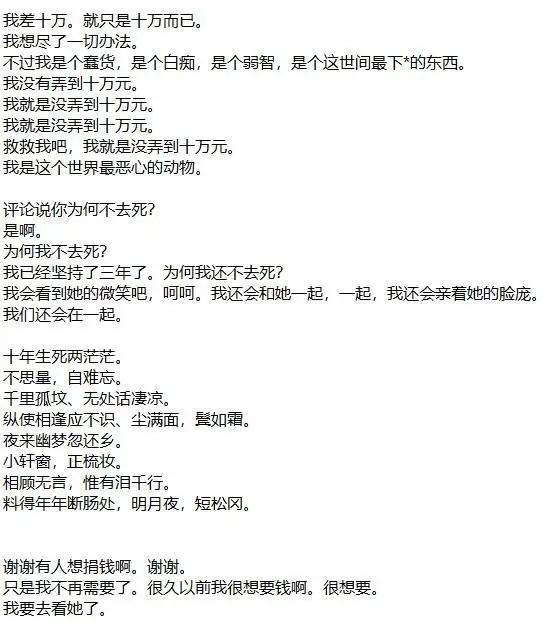 我差十万。就只是十万而已。
我想尽了一切办法。
不过我是个蠢货，是个白痴，是个弱智，是个这世间最下*的东西。
我没有弄到十万元。
我就是没弄到十万元。
我就是没弄到十万元。
救救我吧，我就是没弄到十万元。
我是这个世界最恶心的动物。
评论说你为何不去死？
是啊。
为何我不去死？
我已经坚持了三年了。为何我还不去死？
我会看到她的微笑吧，呵呵。我还会和她一起，一起，我还会亲着她的脸庞。
我们还会在一起。
十年生死两茫茫。
不思量，自难忘。
千里孤坟、无处话凄凉。
纵使相逢应不识、尘满面，鬓如霜。
夜来幽梦忽还乡。
小轩窗，正梳妆。
相顾无言，惟有泪千行。
料得年年断肠处，明月夜，短松冈。
谢谢有人想捐钱啊。谢谢。
只是我不再需要了。很久以前我很想要钱啊。很想要。
我要去看她了。